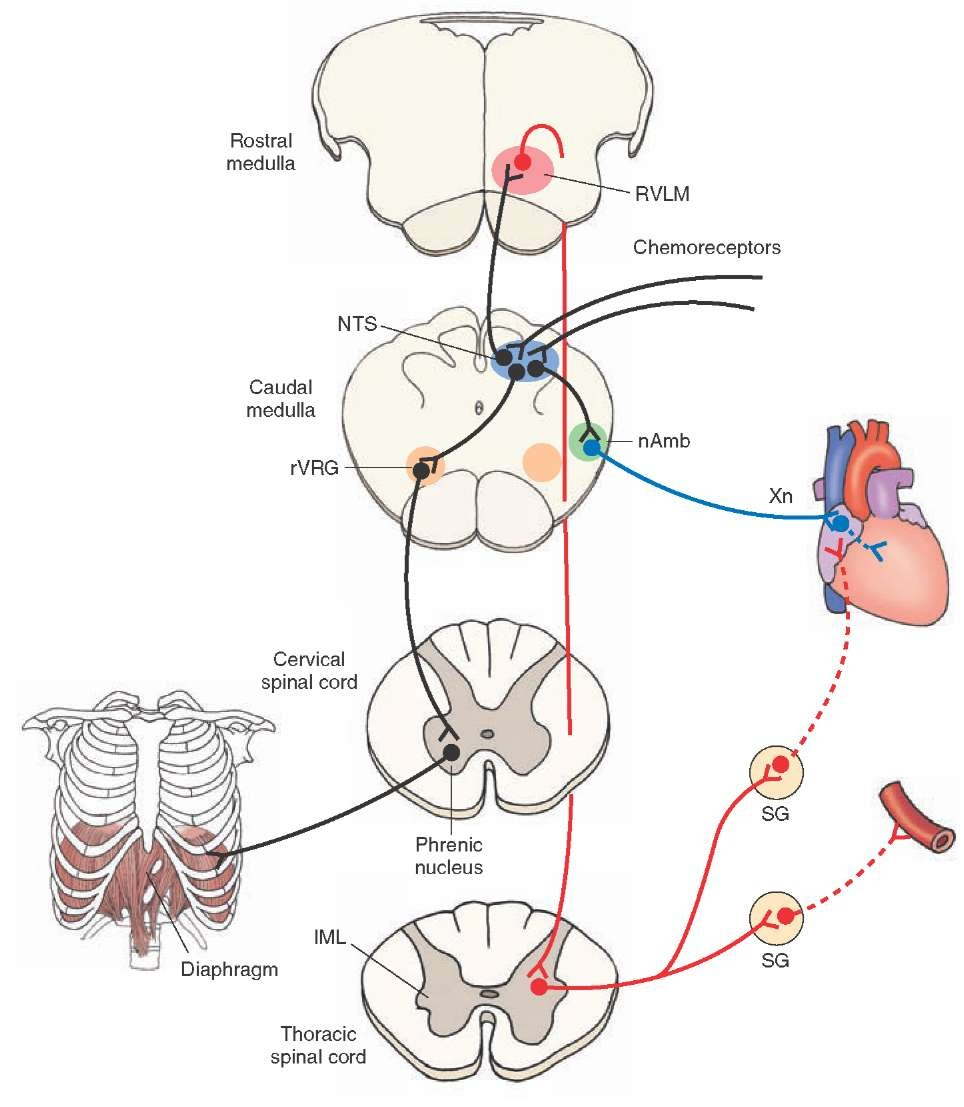 Rostral
medulla
RVLM
Chemoreceptors
NTS
Caudal
medulla
nAmb
rVRG
Xn
Cervical
spinal cord
SG
Phrenic
nucleus
IML
SG
Diaphragm
Thoracic
spinal cord